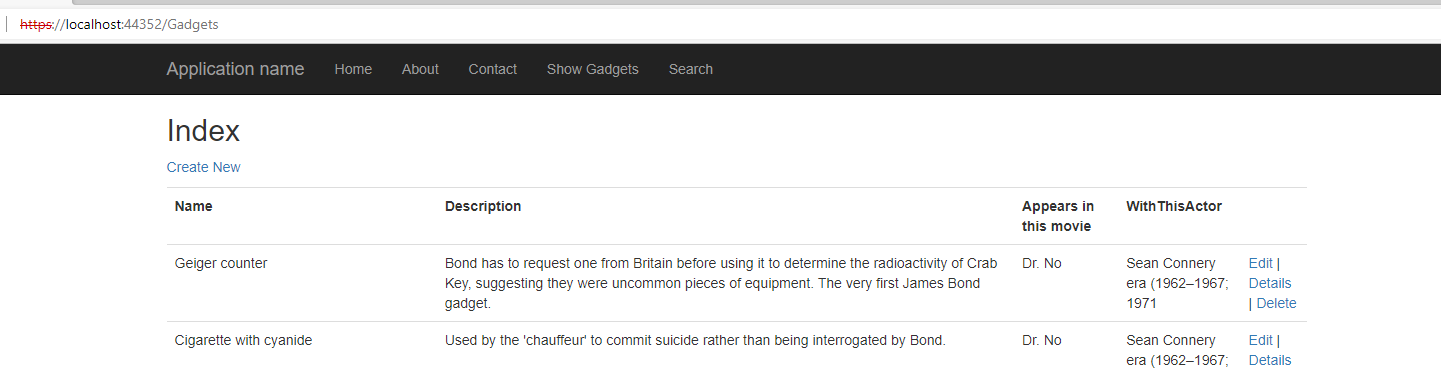 https://localhost:44352/Gadgets
Application name Home About Contact Show Gadgets Search
Index
Create New
Name Description Appears in this movie WithThisActor
Geiger counter
Bond has to request one from Britain before using it to determine the radioactivity of Crab
Key, suggesting they were uncommon pieces of equipment. The very first James Bond
gadget.
Dr. No
Sean Connery
era (1962–1967;
1971
Edit |
Details
| Delete
Cigarette with cyanide
Used by the 'chauffeur' to commit suicide rather than being interrogated by Bond.
Dr. No
Sean Connery
era (1962–1967;
Edit |
Details